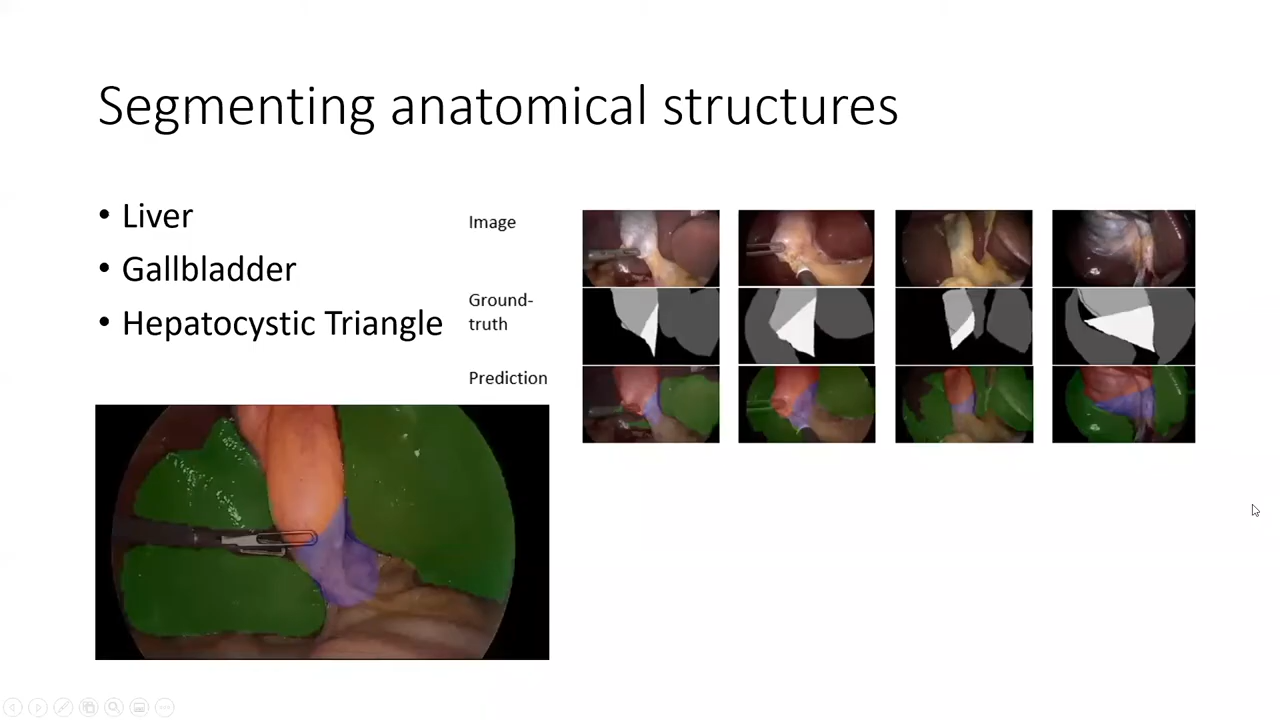 Segmenting anatomical structures
• Liver
• Gallbladder
• Hepatocystic Triangle
Image
Ground-
truth
Prediction